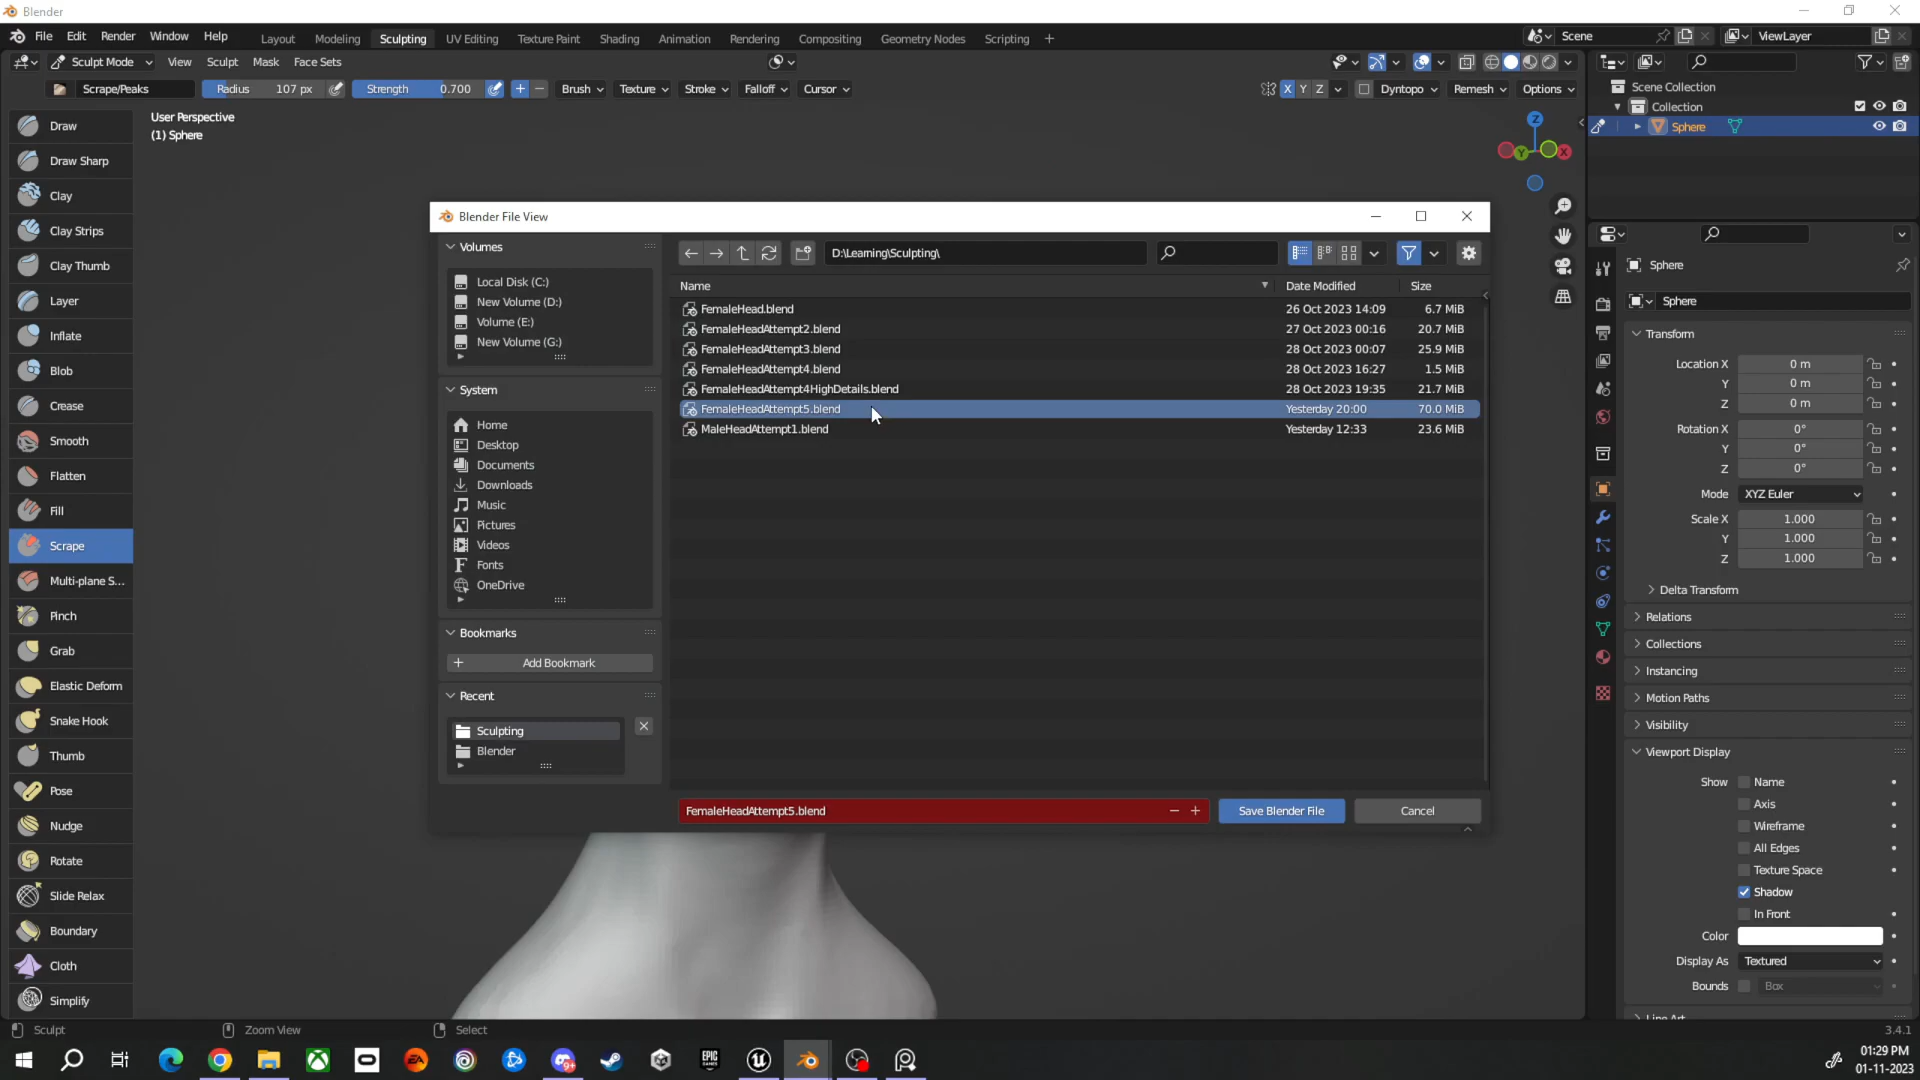 Blender
File Edit Render Window Help Layout Modeling Sculpting UV Editing Texture Paint Shading Animation Rendering Compositing Geometry Nodes Scripting + Scene ViewLayer
Sculpt Mode View Sculpt Mask Face Sets
Scrape/Peaks Radius 107 px Strength 0.700 Brush Texture Stroke Falloff Cursor X Y Z Dyntopo Remesh Options
User Perspective
(1) Sphere
Draw
Draw Sharp
Clay
Clay Strips
Clay Thumb
Layer
Inflate
Blob
Crease
Smooth
Flatten
Fill
Scrape
Multi-plane S...
Pinch
Grab
Elastic Deform
Snake Hook
Thumb
Pose
Nudge
Rotate
Slide Relax
Boundary
Cloth
Simplify
Z
Y X
Blender File View
Volumes
Local Disk (C:)
New Volume (D:)
Volume (E:)
New Volume (G:)
System
Home
Desktop
Documents
Downloads
Music
Pictures
Videos
Fonts
OneDrive
Bookmarks
Add Bookmark
Recent
Sculpting
Blender
D:\Learning\Sculpting\
Name Date Modified Size
FemaleHead.blend 26 Oct 2023 14:09 6.7 MiB
FemaleHeadAttempt2.blend 27 Oct 2023 00:16 20.7 MiB
FemaleHeadAttempt3.blend 28 Oct 2023 00:07 25.9 MiB
FemaleHeadAttempt4.blend 28 Oct 2023 16:27 1.5 MiB
FemaleHeadAttempt4HighDetails.blend 28 Oct 2023 19:35 21.7 MiB
FemaleHeadAttempt5.blend Yesterday 20:00 70.0 MiB
MaleHeadAttempt1.blend Yesterday 12:33 23.6 MiB
FemaleHeadAttempt5.blend Save Blender File Cancel
Scene Collection
Collection
Sphere
Sphere
Sphere
Transform
Location X 0 m
Y 0 m
Z 0 m
Rotation X 0°
Y 0°
Z 0°
Mode XYZ Euler
Scale X 1.000
Y 1.000
Z 1.000
Delta Transform
Relations
Collections
Instancing
Motion Paths
Visibility
Viewport Display
Show Name
Axis
Wireframe
All Edges
Texture Space
Shadow
In Front
Color
Display As Textured
Bounds Box
Line Art
Sculpt Zoom View Select 3.4.1
EA
EPIC GAMES
9+
01:29 PM
01-11-2023